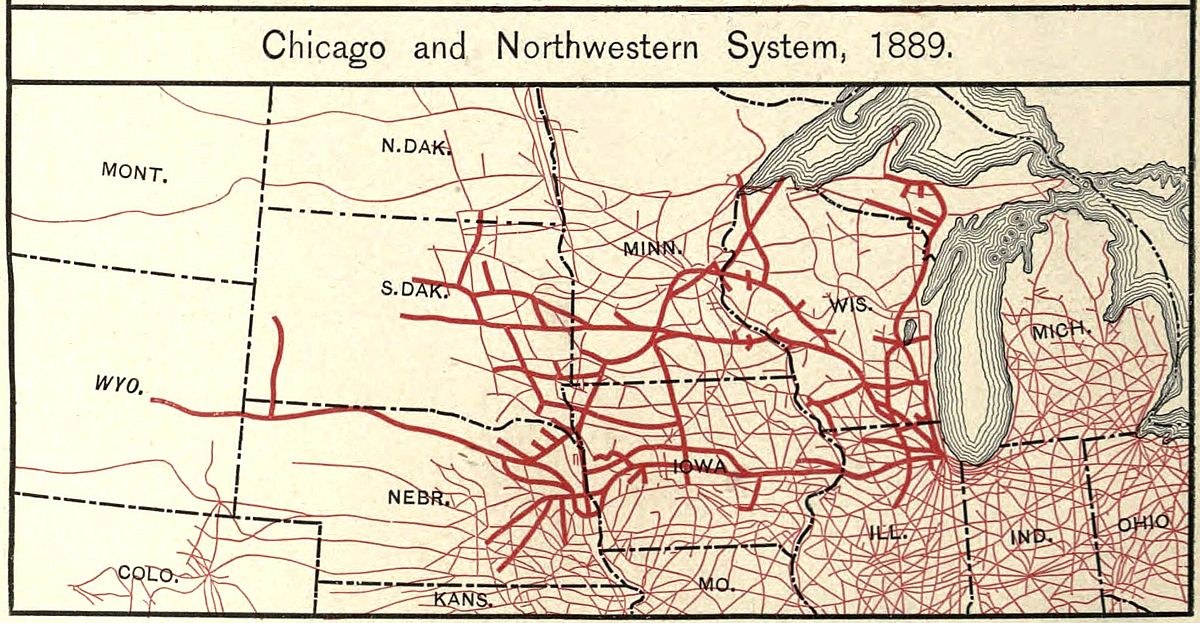 Chicago and Northwestern System, 1889.
N.DAK.
MONT.
MINN.
S.DAK.
WIS.
MICH.
WYO.
IOWA
NEBR.
ILL.
IND.
OHIO
COLO.
MO.
KANS.